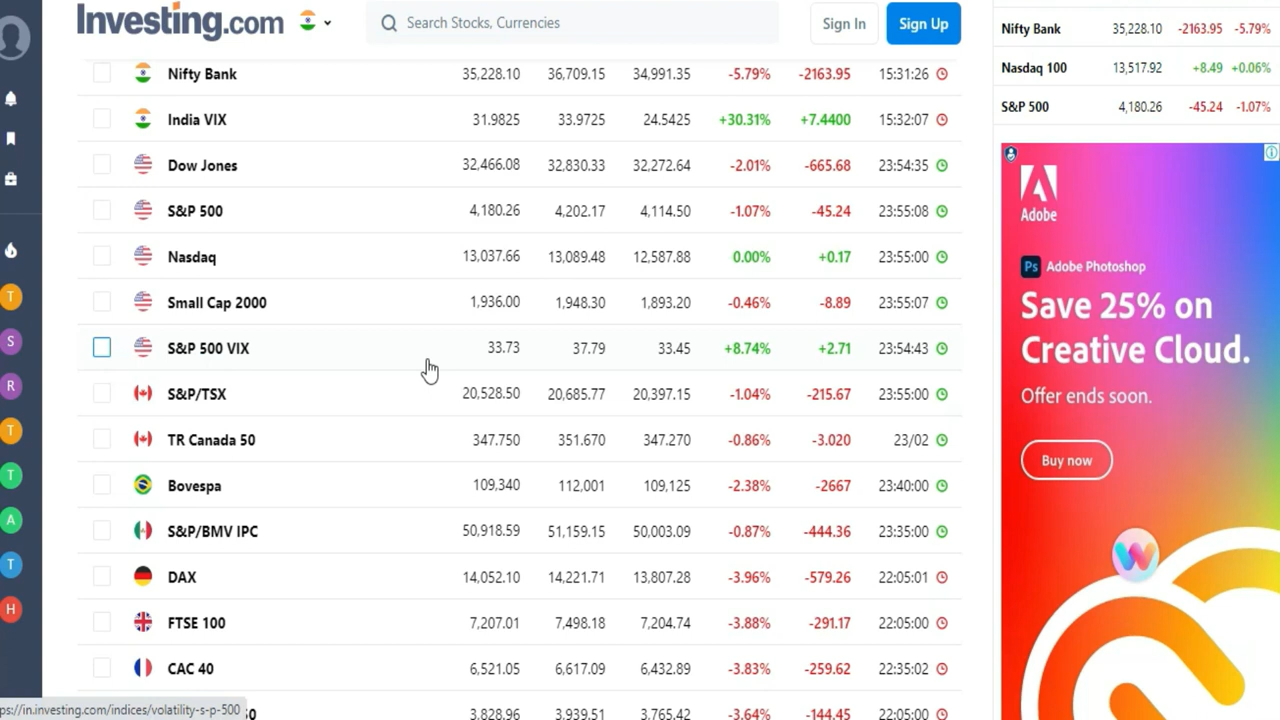 Investing.com
Search Stocks, Currencies
Sign In
Sign Up
Nifty Bank 35,228.10 36,709.15 34,991.35 -5.79% -2163.95 15:31:26
India VIX 31.9825 33.9725 24.5425 +30.31% +7.4400 15:32:07
Dow Jones 32,466.08 32,830.33 32,272.64 -2.01% -665.68 23:54:35
S&P 500 4,180.26 4,202.17 4,114.50 -1.07% -45.24 23:55:08
Nasdaq 13,037.66 13,089.48 12,587.88 0.00% +0.17 23:55:00
Small Cap 2000 1,936.00 1,948.30 1,893.20 -0.46% -8.89 23:55:07
S&P 500 VIX 33.73 37.79 33.45 +8.74% +2.71 23:54:43
S&P/TSX 20,528.50 20,685.77 20,397.15 -1.04% -215.67 23:55:00
TR Canada 50 347.750 351.670 347.270 -0.86% -3.020 23/02
Bovespa 109,340 112,001 109,125 -2.38% -2667 23:40:00
S&P/BMV IPC 50,918.59 51,159.15 50,003.09 -0.87% -444.36 23:35:00
DAX 14,052.10 14,221.71 13,807.28 -3.96% -579.26 22:05:01
FTSE 100 7,207.01 7,498.18 7,204.74 -3.88% -291.17 22:05:00
CAC 40 6,521.05 6,617.09 6,432.89 -3.83% -259.62 22:35:02
0 3,828.96 3,939.51 3,765.42 -3.64% -144.45 22:05:00
ps://in.investing.com/indices/volatility-s-p-500
T
S
R
T
T
A
T
H
Nifty Bank 35,228.10 -2163.95 -5.79%
Nasdaq 100 13,517.92 +8.49 +0.06%
S&P 500 4,180.26 -45.24 -1.07%
Adobe
Ps Adobe Photoshop
Save 25% on
Creative Cloud.
Offer ends soon.
Buy now